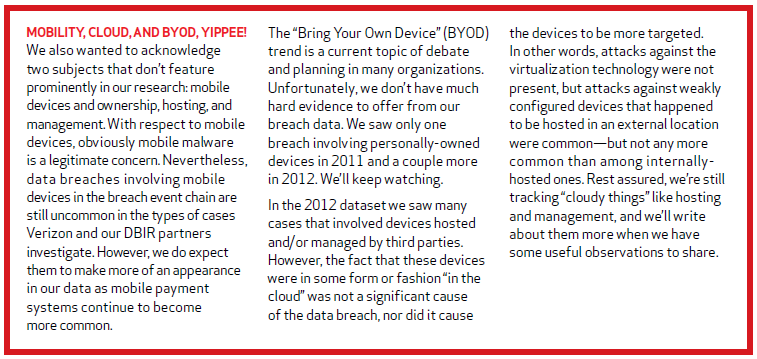 MOBILITY, CLOUD, AND BYOD, YIPPEE!
We also wanted to acknowledge
two subjects that don't feature
prominently in our research: mobile
devices and ownership, hosting, and
management. With respect to mobile
devices, obviously mobile malware
is a legitimate concern. Nevertheless,
data breaches involving mobile
devices in the breach event chain are
still uncommon in the types of cases
Verizon and our DBIR partners
investigate. However, we do expect
them to make more of an appearance
in our data as mobile payment
systems continue to become
more common.
The “Bring Your Own Device” (BYOD)
trend is a current topic of debate
and planning in many organizations.
Unfortunately, we don't have much
hard evidence to offer from our
breach data. We saw only one
breach involving personally-owned
devices in 2011 and a couple more
in 2012. We'll keep watching.
In the 2012 dataset we saw many
cases that involved devices hosted
and/or managed by third parties.
However, the fact that these devices
were in some form or fashion “in the
cloud” was not a significant cause
of the data breach, nor did it cause
the devices to be more targeted.
In other words, attacks against the
virtualization technology were not
present, but attacks against weakly
configured devices that happened
to be hosted in an external location
were common—but not any more
common than among internally-
hosted ones. Rest assured, we're still
tracking “cloudy things” like hosting
and management, and we'll write
about them more when we have
some useful observations to share.